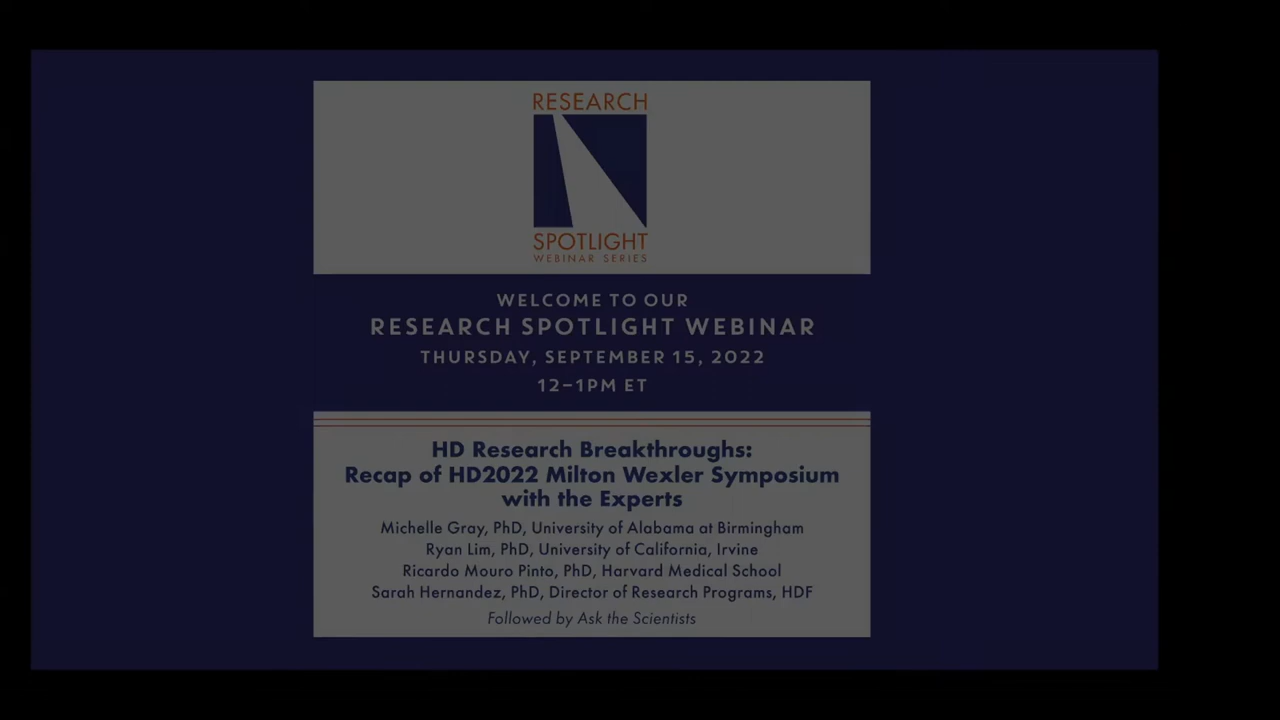 RESEARCH
SPOTLIGHT
WEBINAR SERIES
WELCOME TO OUR
RESEARCH SPOTLIGHT WEBINAR
THURSDAY, SEPTEMBER 15, 2022
12–1PM ET
HD Research Breakthroughs:
Recap of HD2022 Milton Wexler Symposium
with the Experts
Michelle Gray, PhD, University of Alabama at Birmingham
Ryan Lim, PhD, University of California, Irvine
Ricardo Mouro Pinto, PhD, Harvard Medical School
Sarah Hernandez, PhD, Director of Research Programs, HDF
Followed by Ask the Scientists